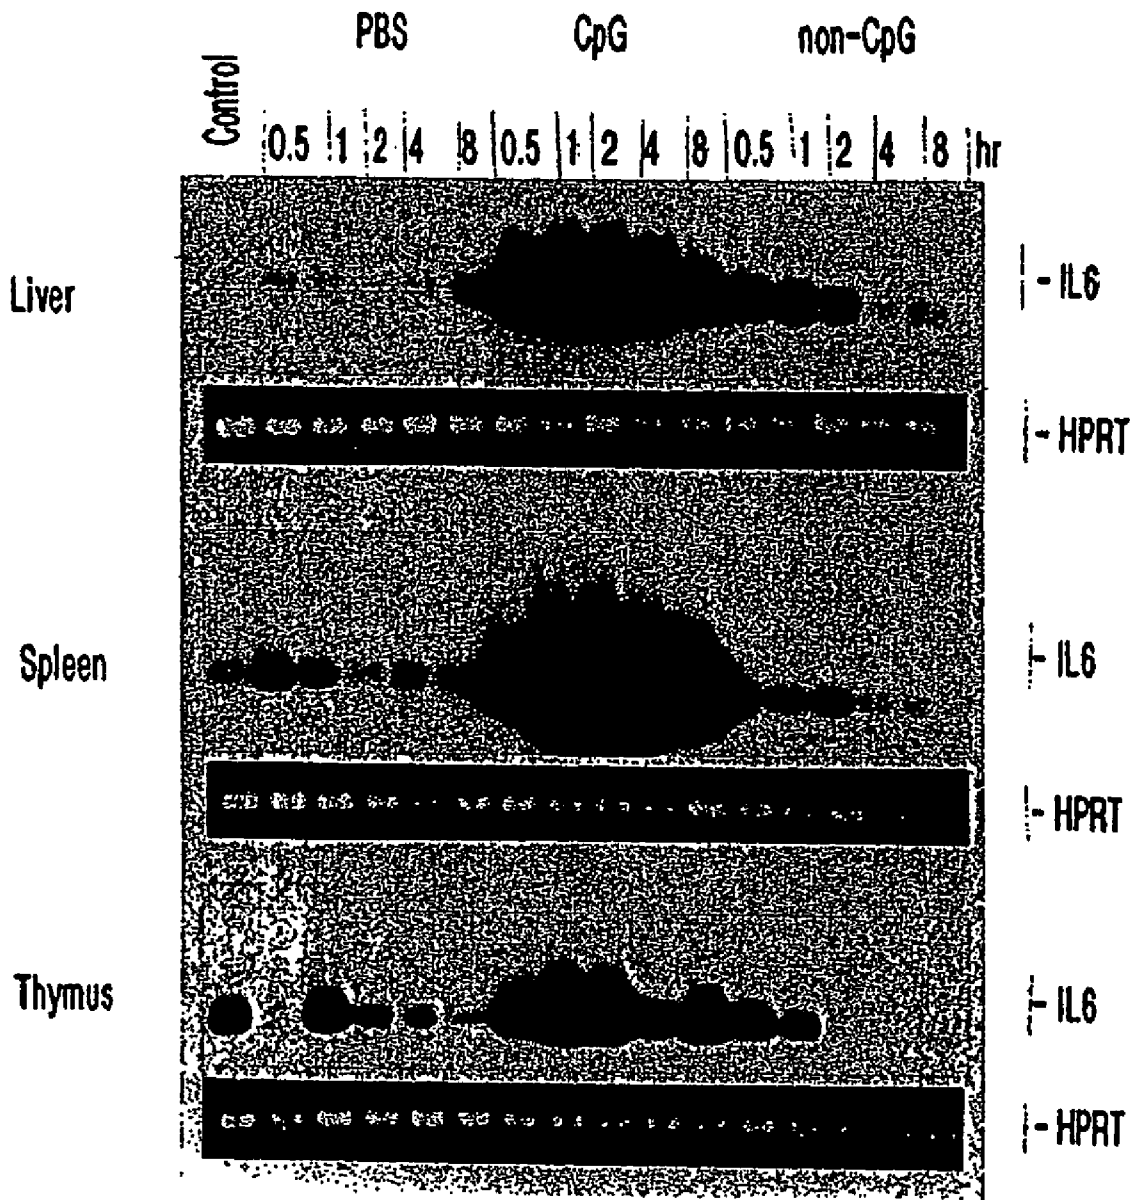 PBS CpG non-CpG
Control
0.5 1 2 4 8 0.5 1 2 4 8 0.5 1 2 4 8 hr
Liver
- IL6
- HPRT
Spleen
- IL6
- HPRT
Thymus
- IL6
- HPRT